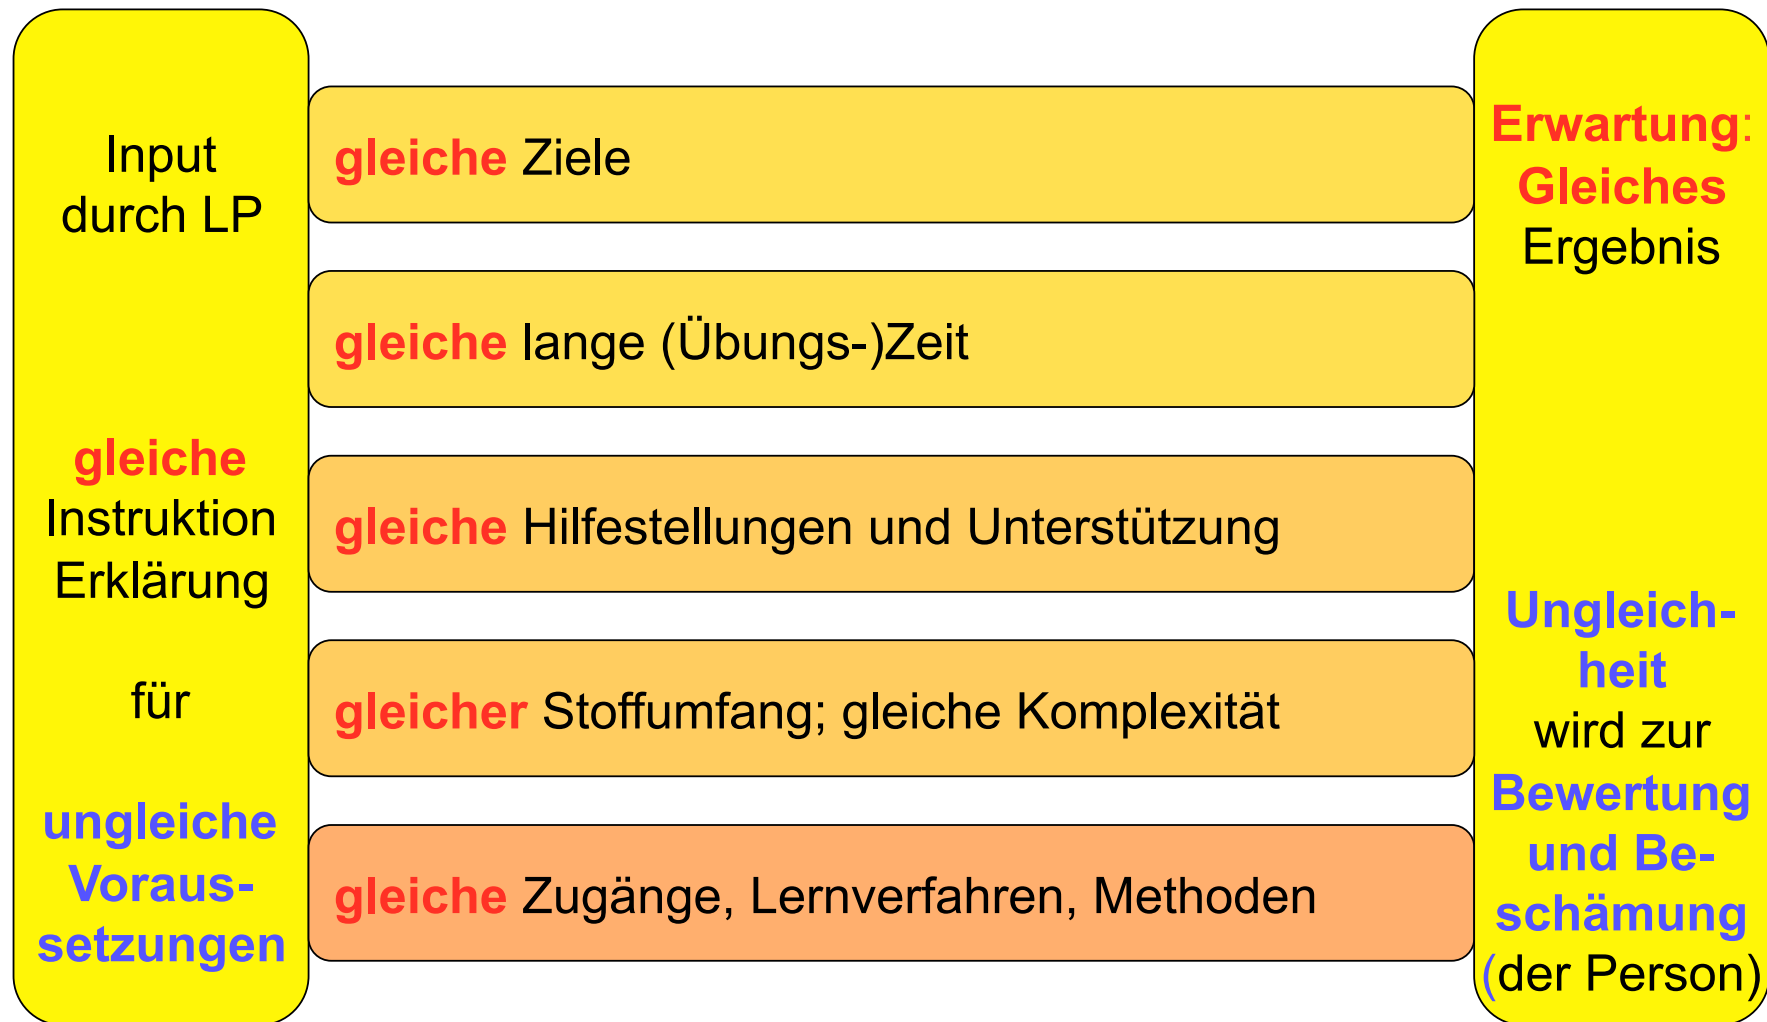 Input
durch LP
gleiche
Instruktion
Erklärung
für
ungleiche
Voraus-
setzungen
gleiche Ziele
gleiche lange (Übungs-)Zeit
gleiche Hilfestellungen und Unterstützung
gleicher Stoffumfang; gleiche Komplexität
gleiche Zugänge, Lernverfahren, Methoden
Erwartung:
Gleiches
Ergebnis
Ungleich-
heit
wird zur
Bewertung
und Be-
schämung
(der Person)